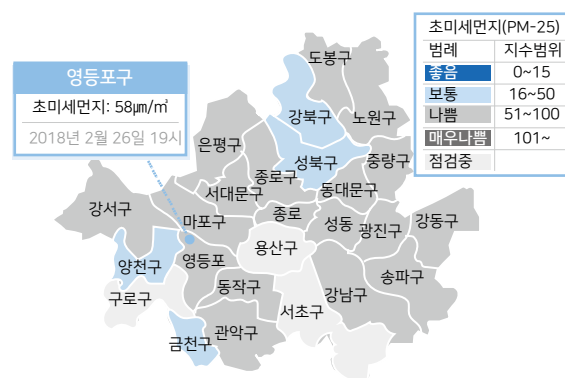 초미세먼지(PM-25)
범례 지수범위
좋음 0~15
보통 16~50
나쁨 51~100
매우나쁨 101~
점검중
영등포구
초미세먼지: 58㎛/㎥
2018년 2월 26일 19시
도봉구
강북구
노원구
은평구
성북구
중량구
종로구
서대문구
동대문구
강서구
마포구
종로
성동
광진구
강동구
양천구
영등포
용산구
송파구
구로구
동작구
강남구
서초구
금천구
관악구